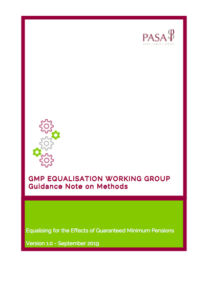 PASA
GMP EQUALISATION WORKING GROUP
Guidance Note on Methods
Equalising for the Effects of Guaranteed Minimum Pensions
Version 1.0 - September 2019